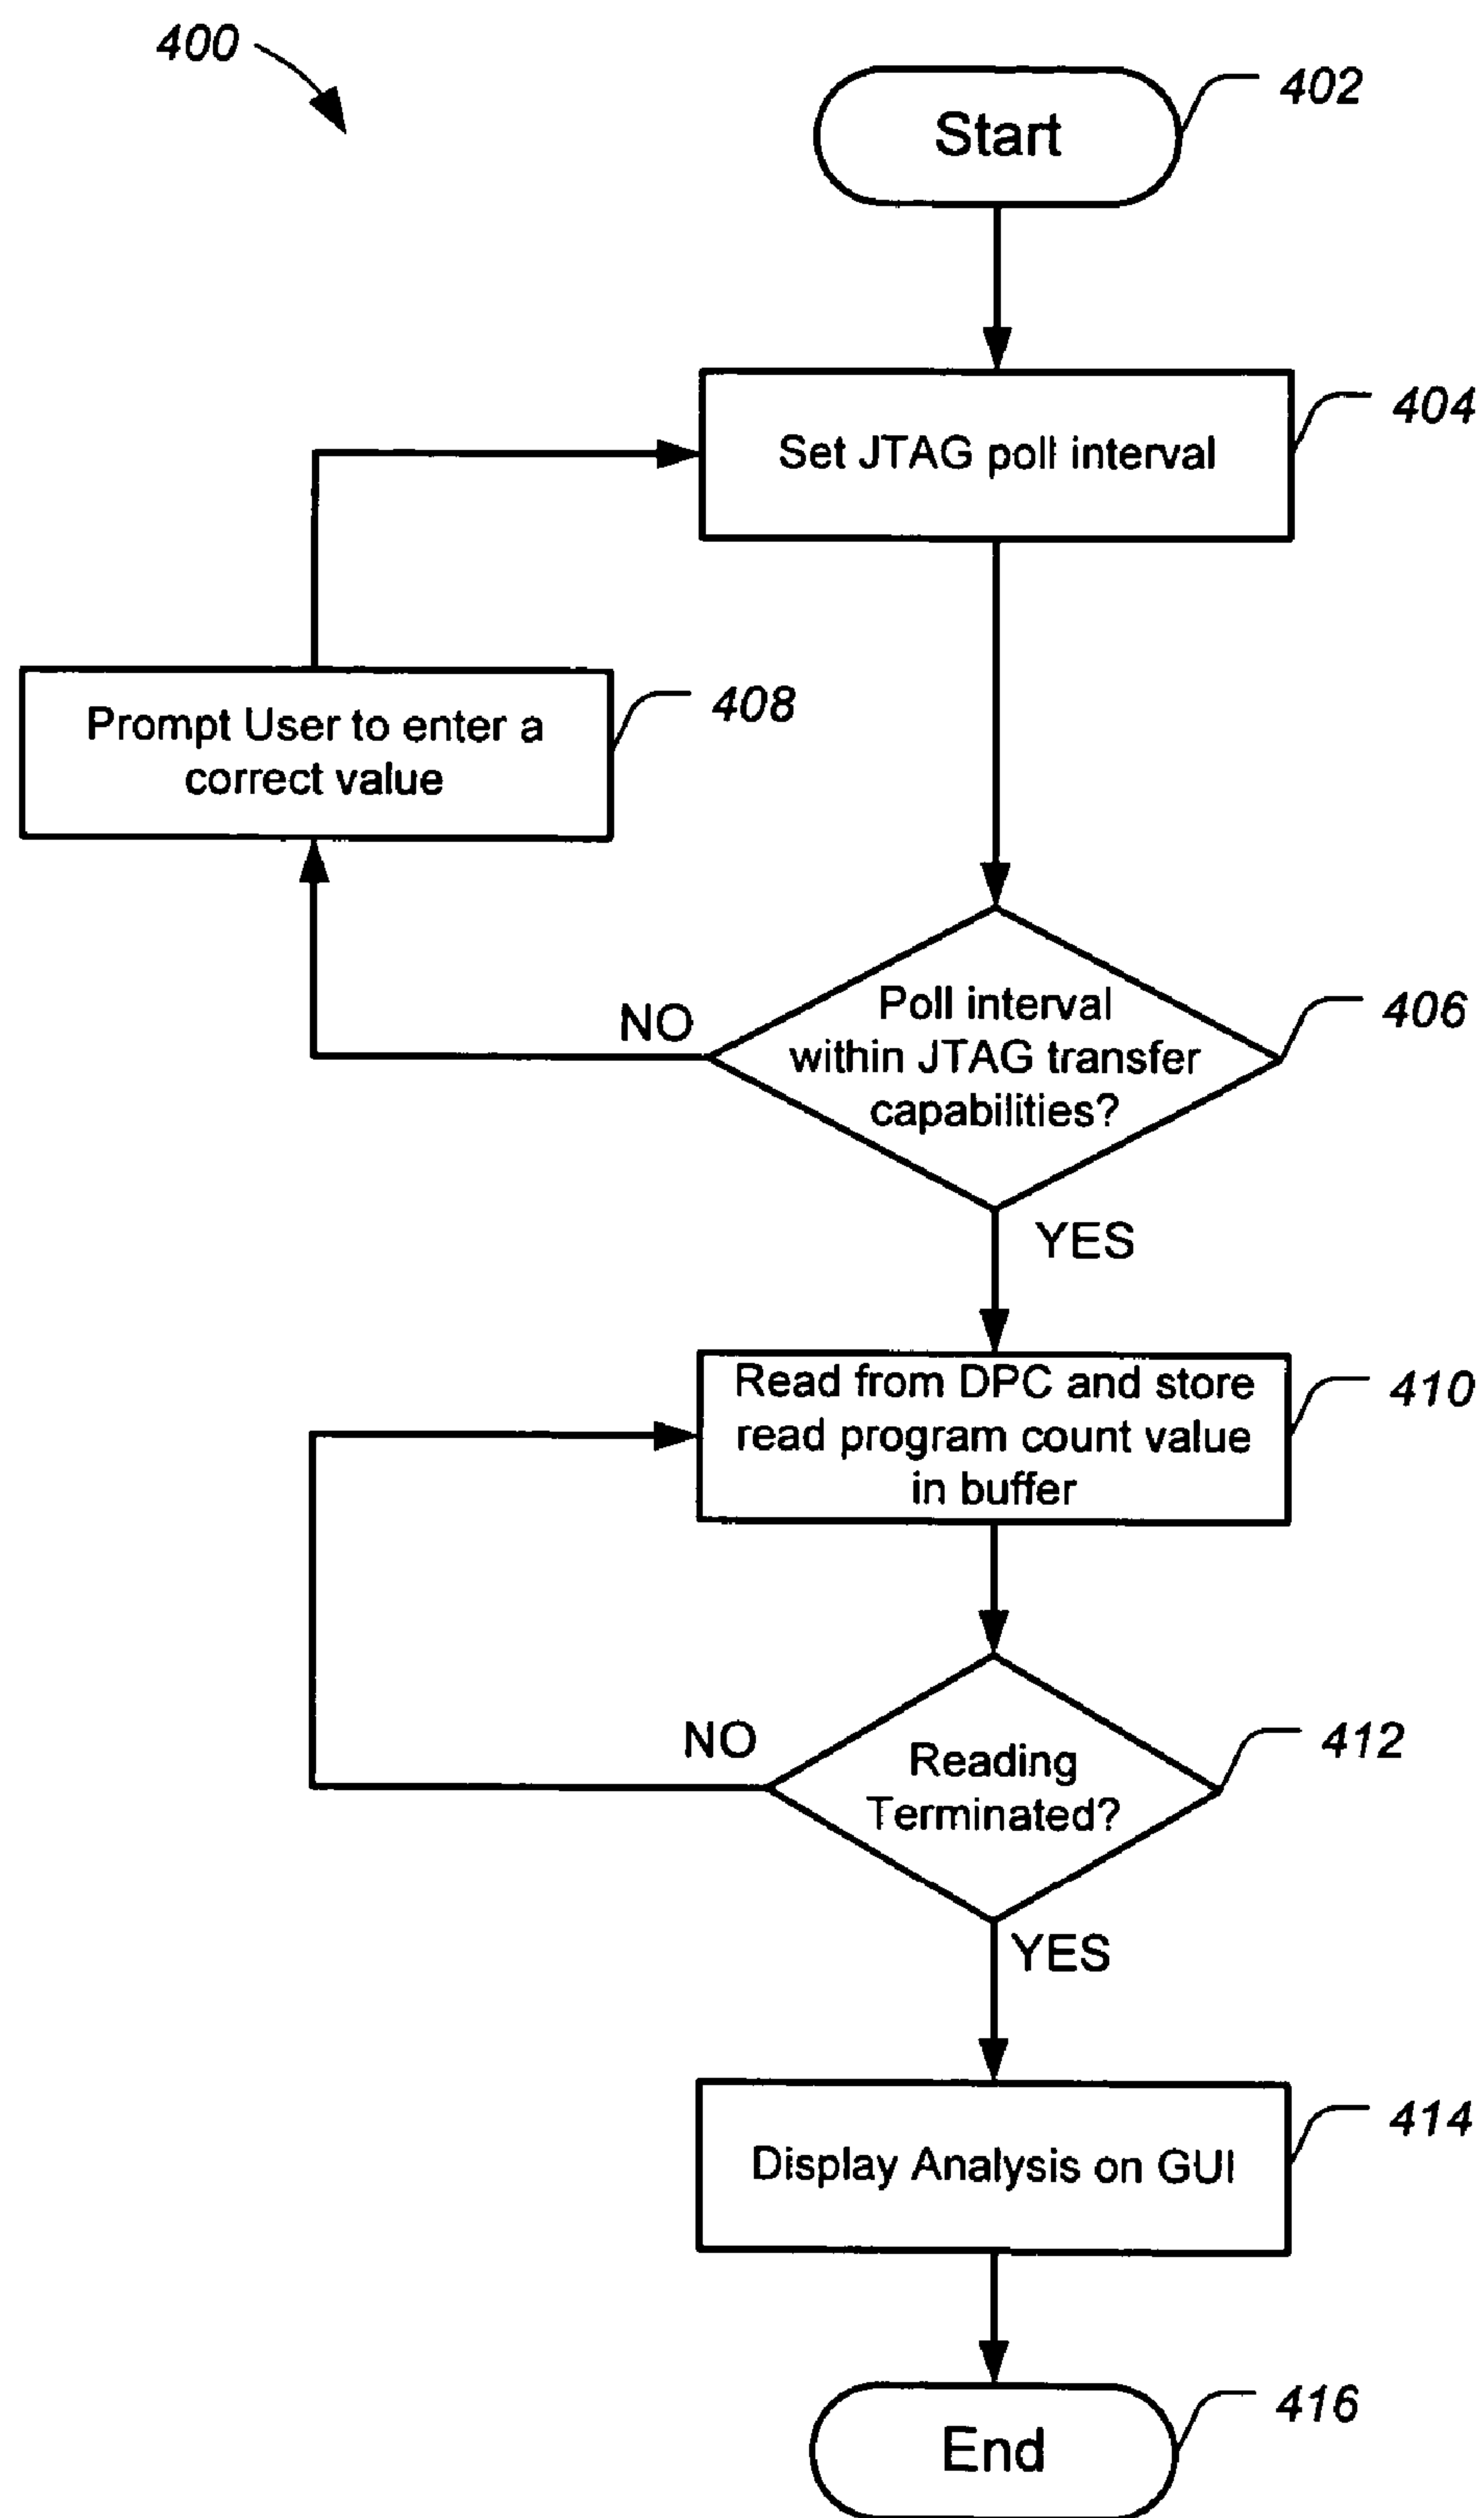 400
Start
402
Set JTAG poll interval
404
Prompt User to enter a
correct value
408
Poll interval
within JTAG transfer
capabilities?
406
NO
YES
Read from DPC and store
read program count value
in buffer
410
Reading
Terminated?
412
NO
YES
Display Analysis on GUI
414
End
416